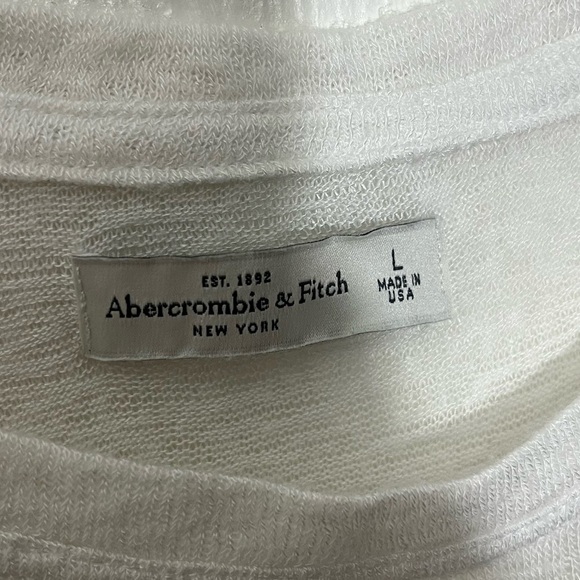 EST. 1892
Abercrombie & Fitch
NEW YORK
L
MADE IN
USA